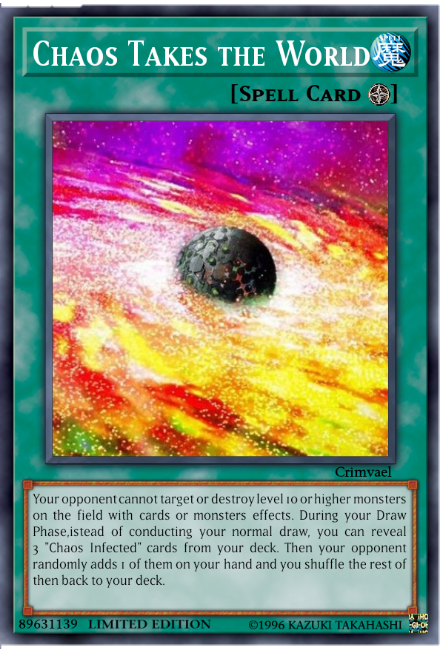 CHAOS TAKES THE WORLD 魔
[SPELL CARD]
Crimvael
Your opponent cannot target or destroy level 10 or higher monsters
on the field with cards or monsters effects. During your Draw
Phase,istead of conducting your normal draw, you can reveal
3 "Chaos Infected" cards from your deck. Then your opponent
randomly adds 1 of them on your hand and you shuffle the rest of
then back to your deck.
89631139 LIMITED EDITION ©1996 KAZUKI TAKAHASHI